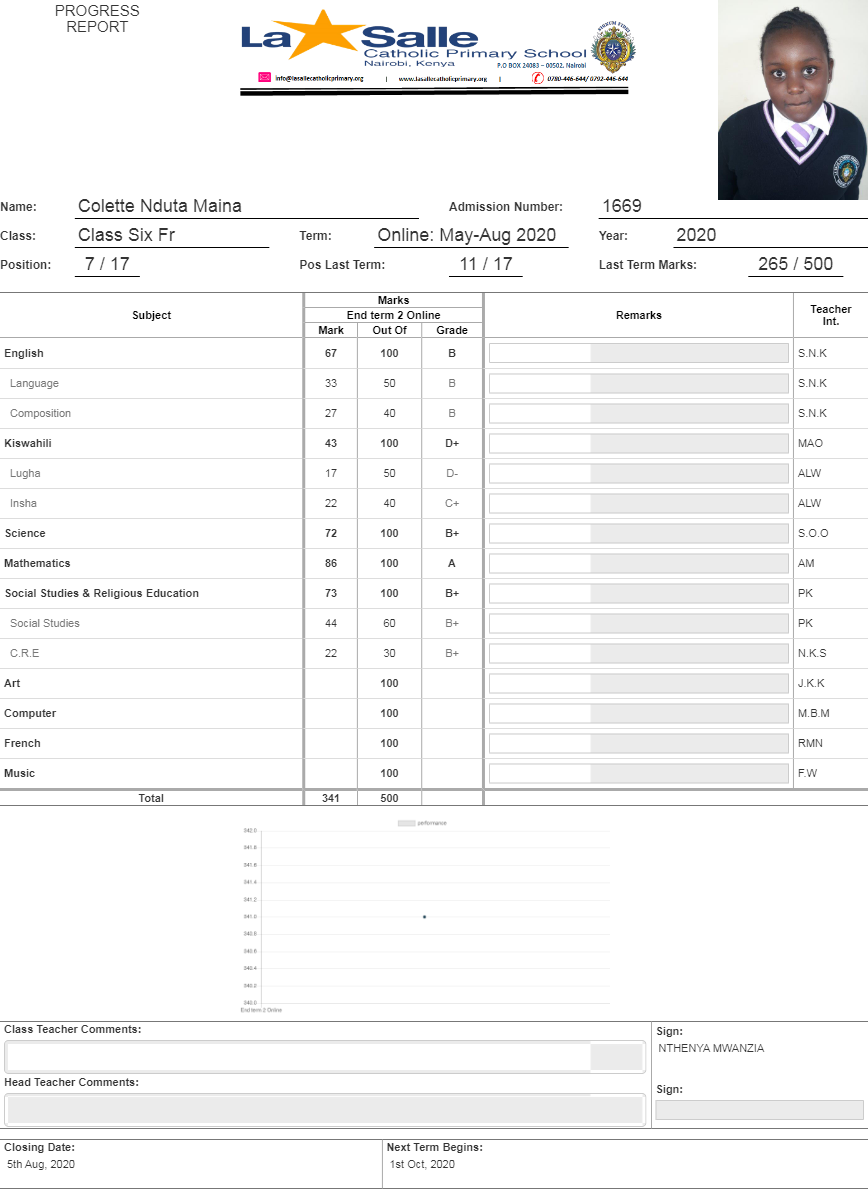 PROGRESS
REPORT
La Salle
Catholic Primary School
Nairobi, Kenya
P.O BOX 24083 – 00502. Nairobi
info@lasallecatholicprimary.org | www.lasallecatholicprimary.org | 0780-446-644/ 0792-446-644
Name: Colette Nduta Maina Admission Number: 1669
Class: Class Six Fr Term: Online: May-Aug 2020 Year: 2020
Position: 7 / 17 Pos Last Term: 11 / 17 Last Term Marks: 265 / 500
Subject Marks Remarks Teacher Int.
End term 2 Online
Mark Out Of Grade
English 67 100 B S.N.K
Language 33 50 B S.N.K
Composition 27 40 B S.N.K
Kiswahili 43 100 D+ MAO
Lugha 17 50 D- ALW
Insha 22 40 C+ ALW
Science 72 100 B+ S.O.O
Mathematics 86 100 A AM
Social Studies & Religious Education 73 100 B+ PK
Social Studies 44 60 B+ PK
C.R.E 22 30 B+ N.K.S
Art 100 J.K.K
Computer 100 M.B.M
French 100 RMN
Music 100 F.W
Total 341 500
performance
342.0
341.8
341.6
341.4
341.2
341.0
340.8
340.6
340.4
340.2
340.0
End term 2 Online
Class Teacher Comments: Sign:
NTHENYA MWANZIA
Head Teacher Comments: Sign:
Closing Date: Next Term Begins:
5th Aug, 2020 1st Oct, 2020